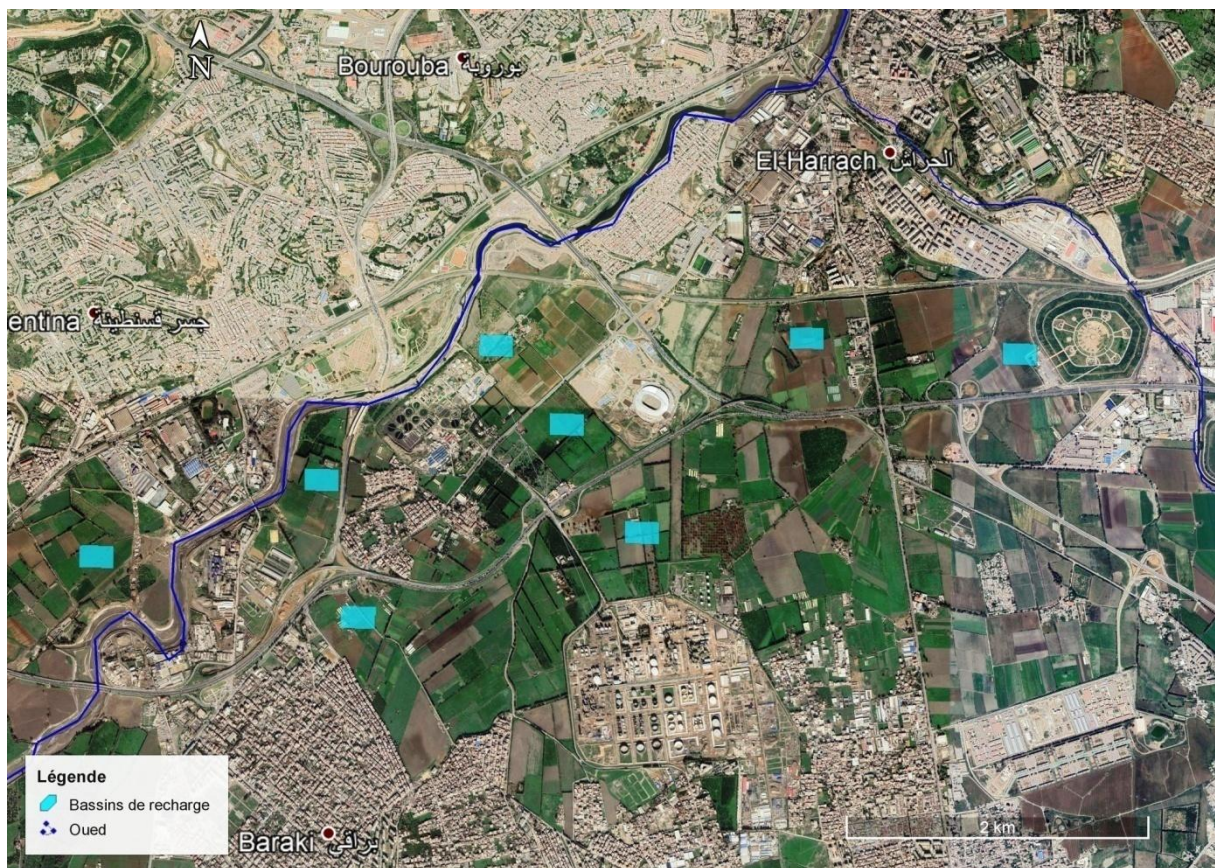 N
Bourouba بوروبة
El-Harrach الحراش
entina جسر قسنطينة
Légende
Bassins de recharge
Oued
Baraki براقي
2 km